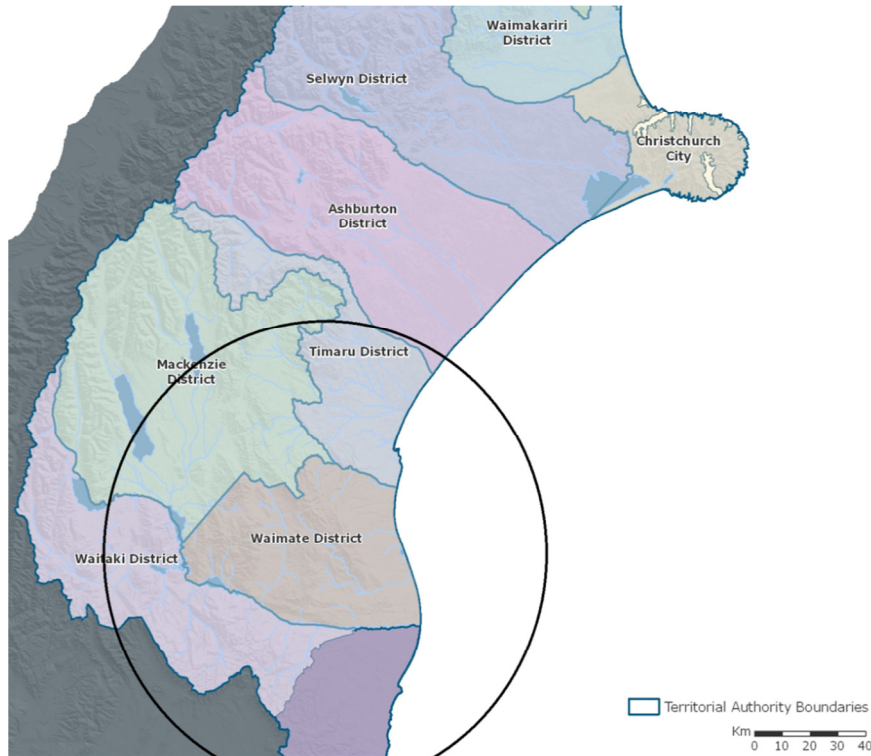 Waimakariri
District
Selwyn District
Christchurch
City
Ashburton
District
Timaru District
Mackenzie
District
Waimate District
Waitaki District
Territorial Authority Boundaries
Km
0 10 20 30 40